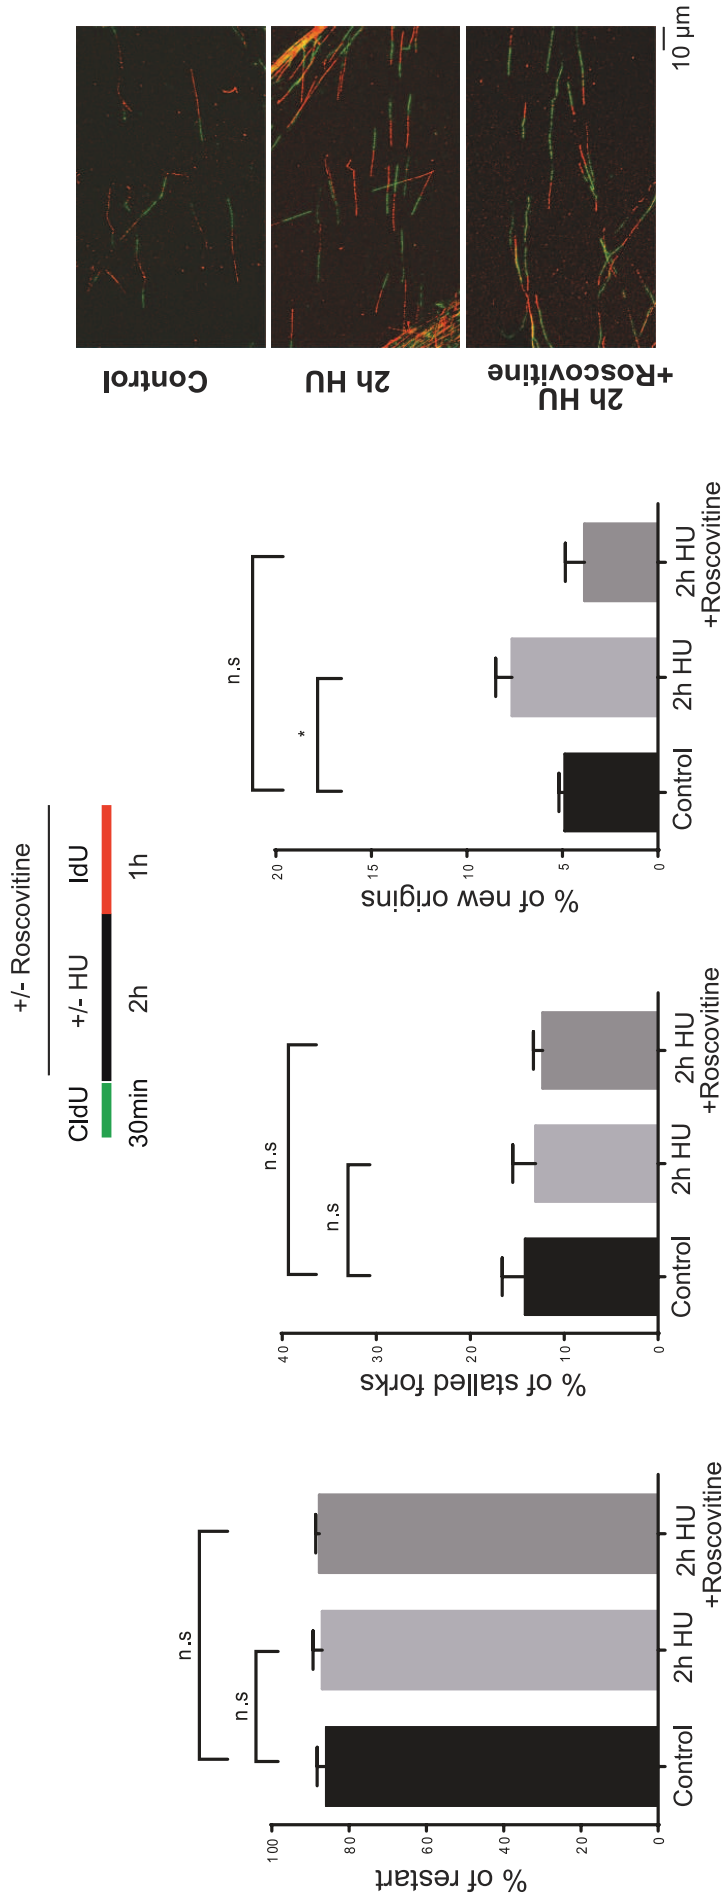 +/- Roscovitine
CldU +/- HU IdU
30min 2h 1h
% of restart
100
80
60
40
20
0
n.s
n.s
Control 2h HU 2h HU
+Roscovitine
% of stalled forks
40
30
20
10
0
n.s
n.s
Control 2h HU 2h HU
+Roscovitine
% of new origins
20
15
10
5
0
n.s
*
Control 2h HU 2h HU
+Roscovitine
Control
2h HU
2h HU
+Roscovitine
10 μm